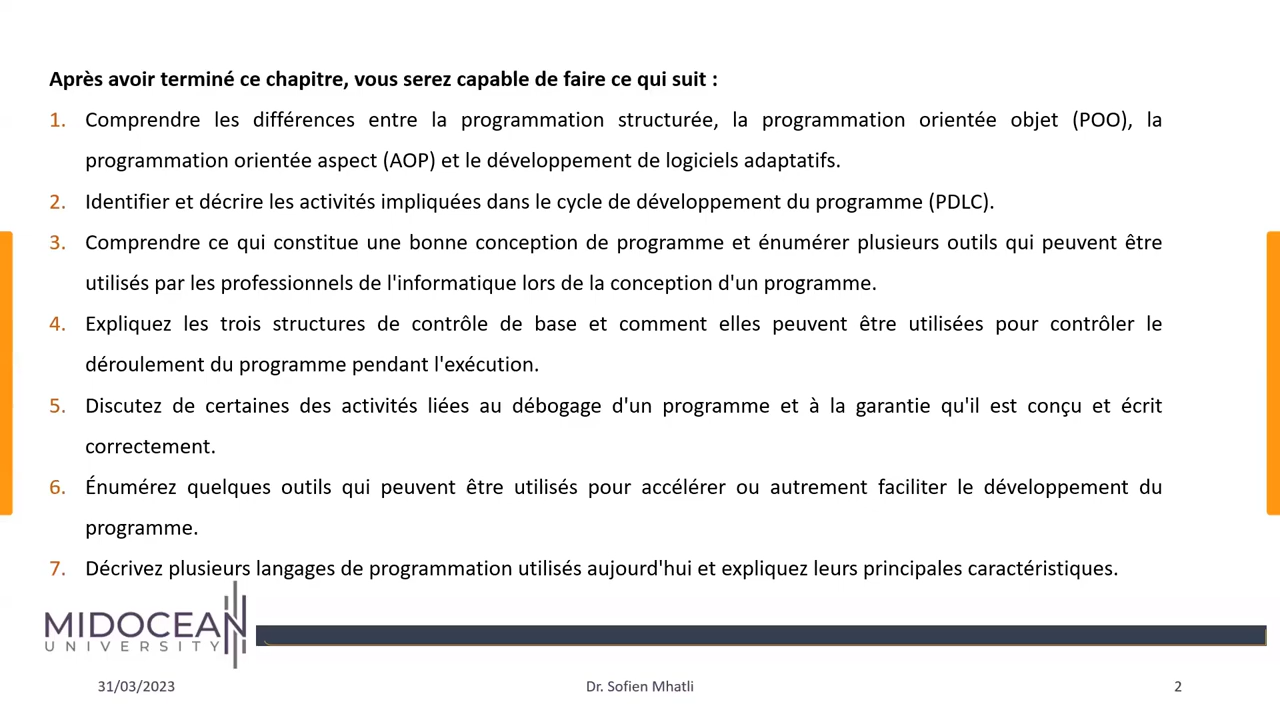 Après avoir terminé ce chapitre, vous serez capable de faire ce qui suit :
1. Comprendre les différences entre la programmation structurée, la programmation orientée objet (POO), la
programmation orientée aspect (AOP) et le développement de logiciels adaptatifs.
2. Identifier et décrire les activités impliquées dans le cycle de développement du programme (PDLC).
3. Comprendre ce qui constitue une bonne conception de programme et énumérer plusieurs outils qui peuvent être
utilisés par les professionnels de l'informatique lors de la conception d'un programme.
4. Expliquez les trois structures de contrôle de base et comment elles peuvent être utilisées pour contrôler le
déroulement du programme pendant l'exécution.
5. Discutez de certaines des activités liées au débogage d'un programme et à la garantie qu'il est conçu et écrit
correctement.
6. Énumérez quelques outils qui peuvent être utilisés pour accélérer ou autrement faciliter le développement du
programme.
7. Décrivez plusieurs langages de programmation utilisés aujourd'hui et expliquez leurs principales caractéristiques.
MIDOCEAN
UNIVERSITY
31/03/2023
Dr. Sofien Mhatli
2